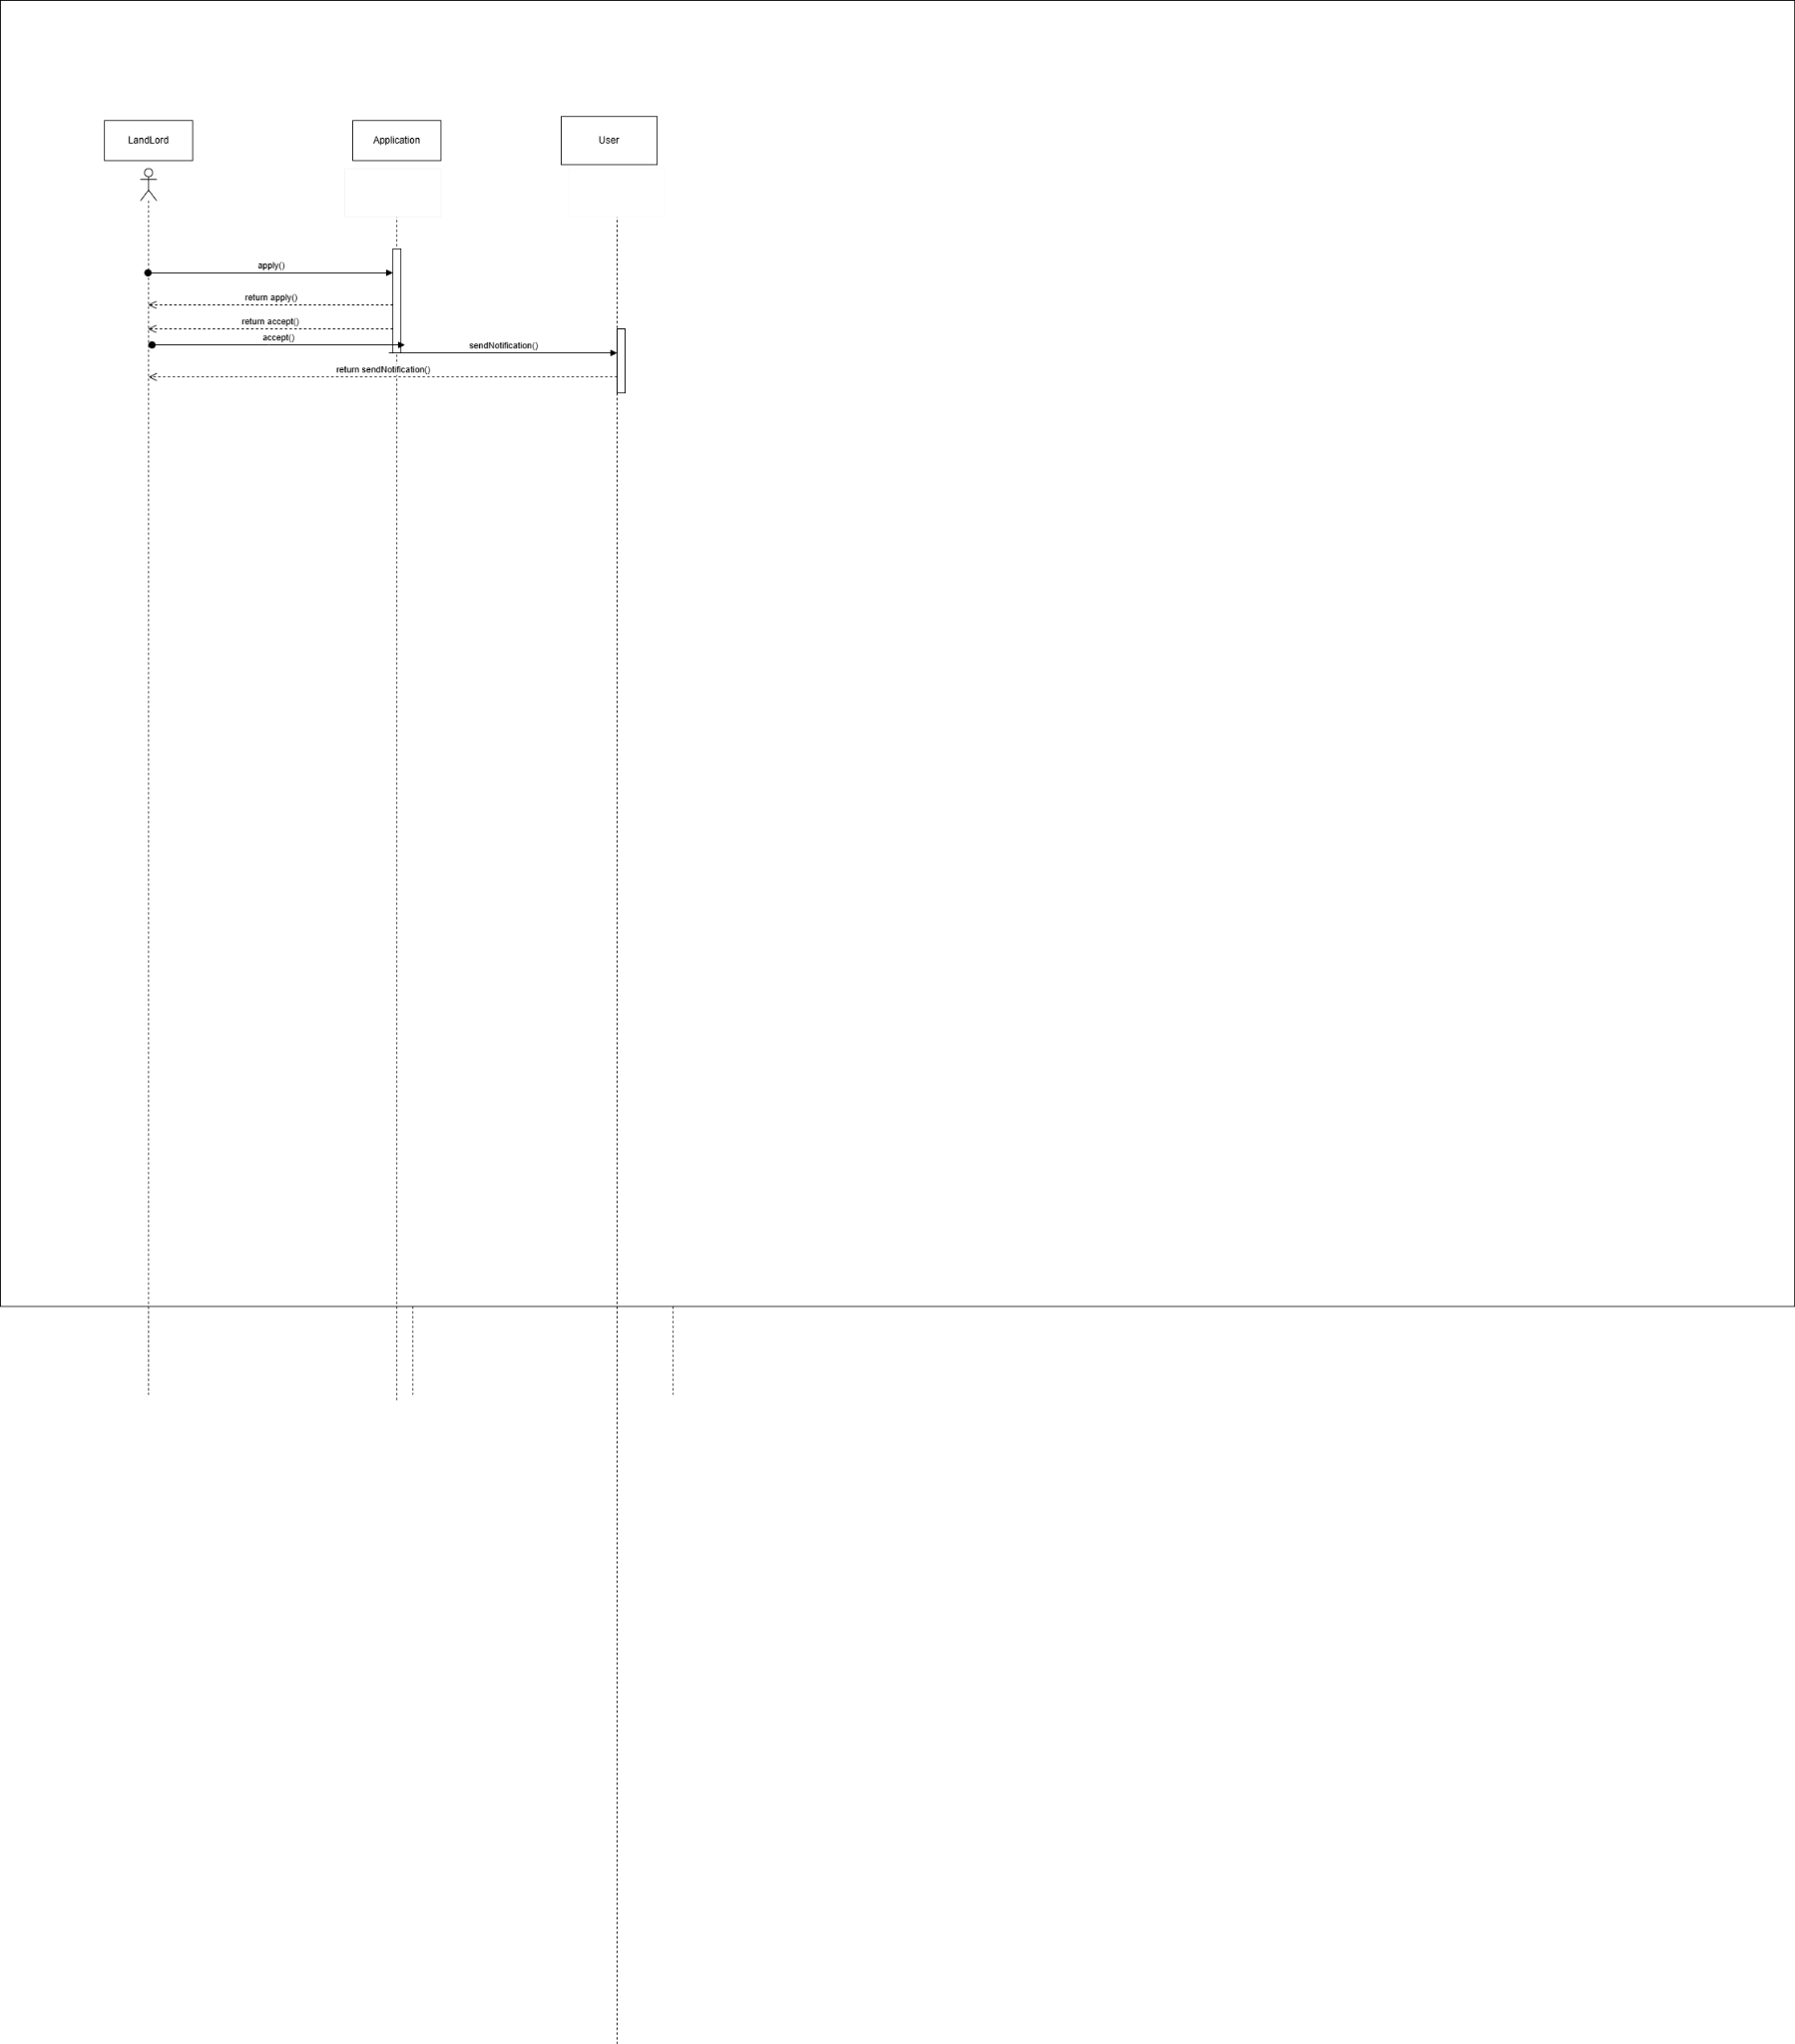 LandLord
Application
User
apply()
return apply()
return accept()
accept()
sendNotification()
return sendNotification()